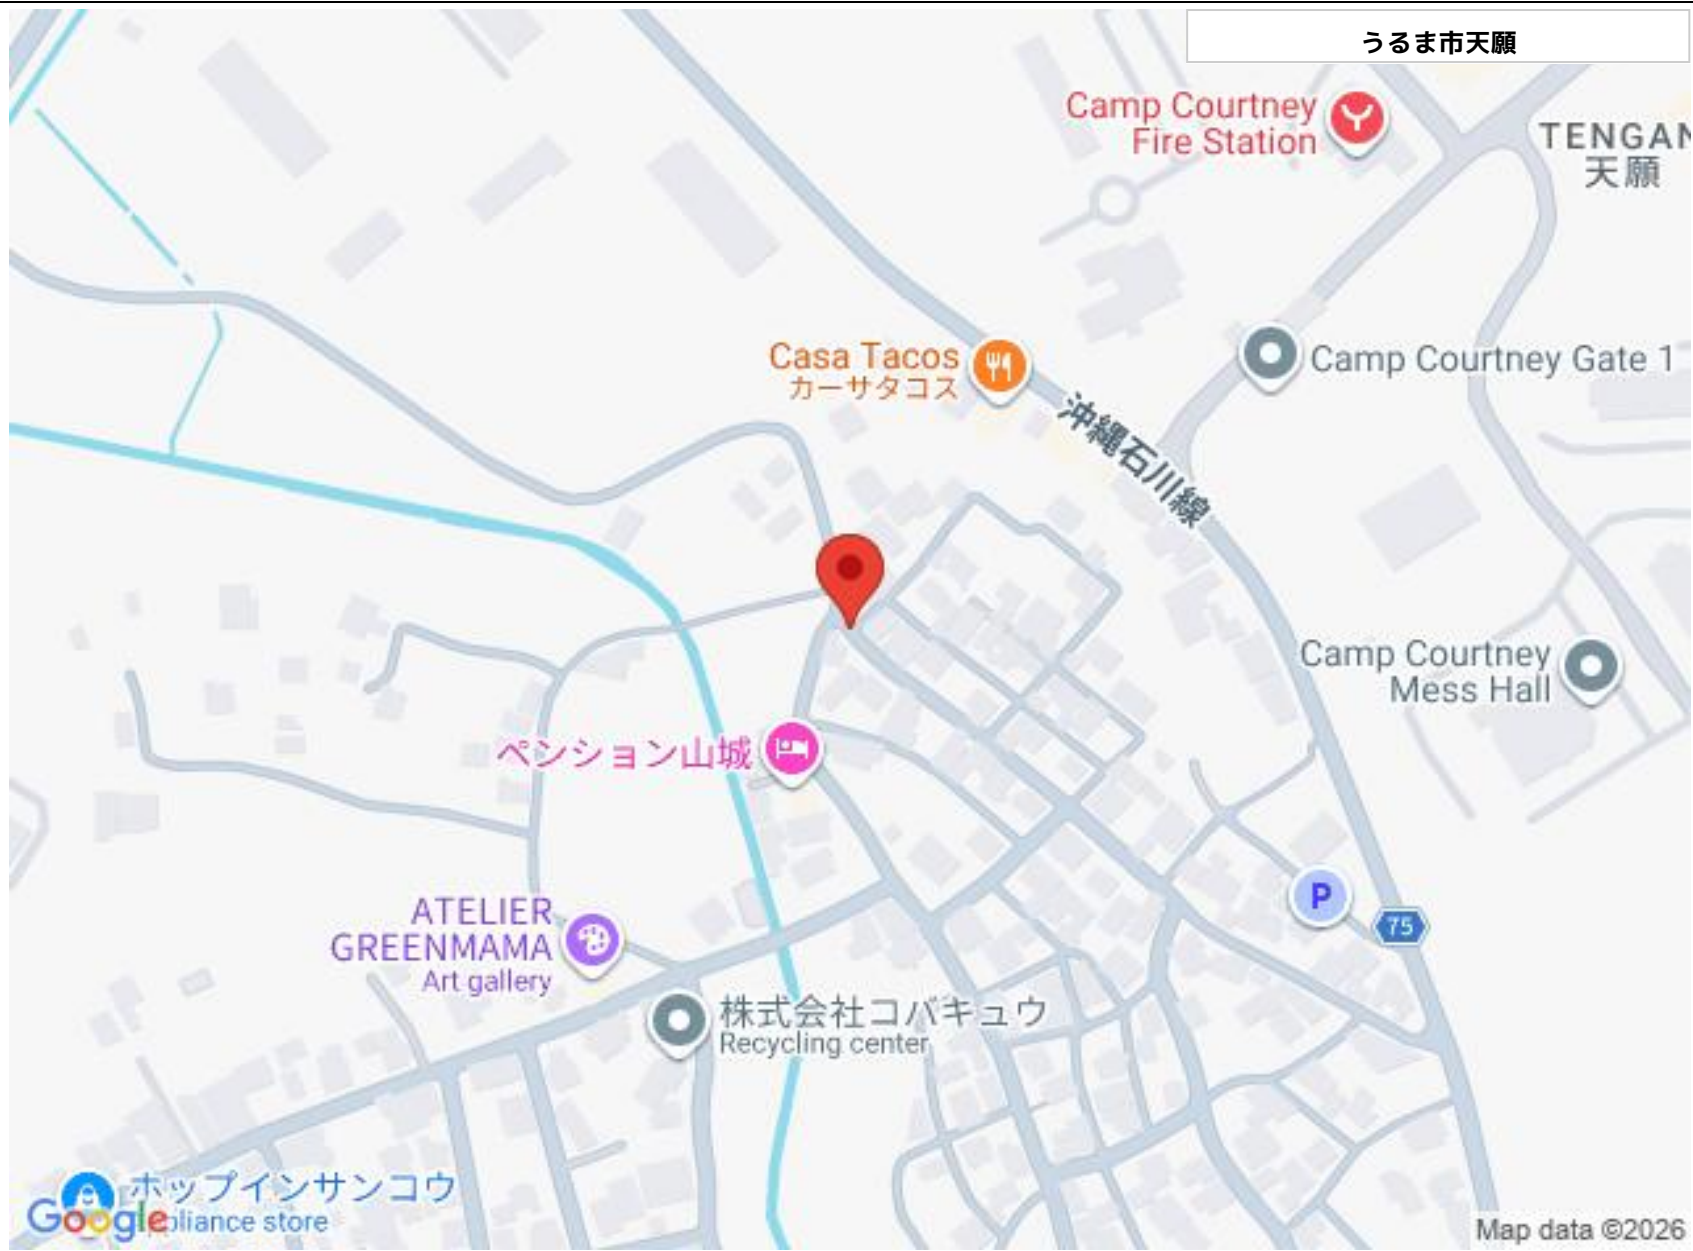 うるま市天願
Camp Courtney
Fire Station
TENGAN
天願
Casa Tacos
カーサタコス
Camp Courtney Gate 1
沖縄石川線
Camp Courtney
Mess Hall
ペンション山城
P
75
ATELIER
GREENMAMA
Art gallery
株式会社コバキュウ
Recycling center
ホップインサンコウ
Google
pliance store
Map data ©2026